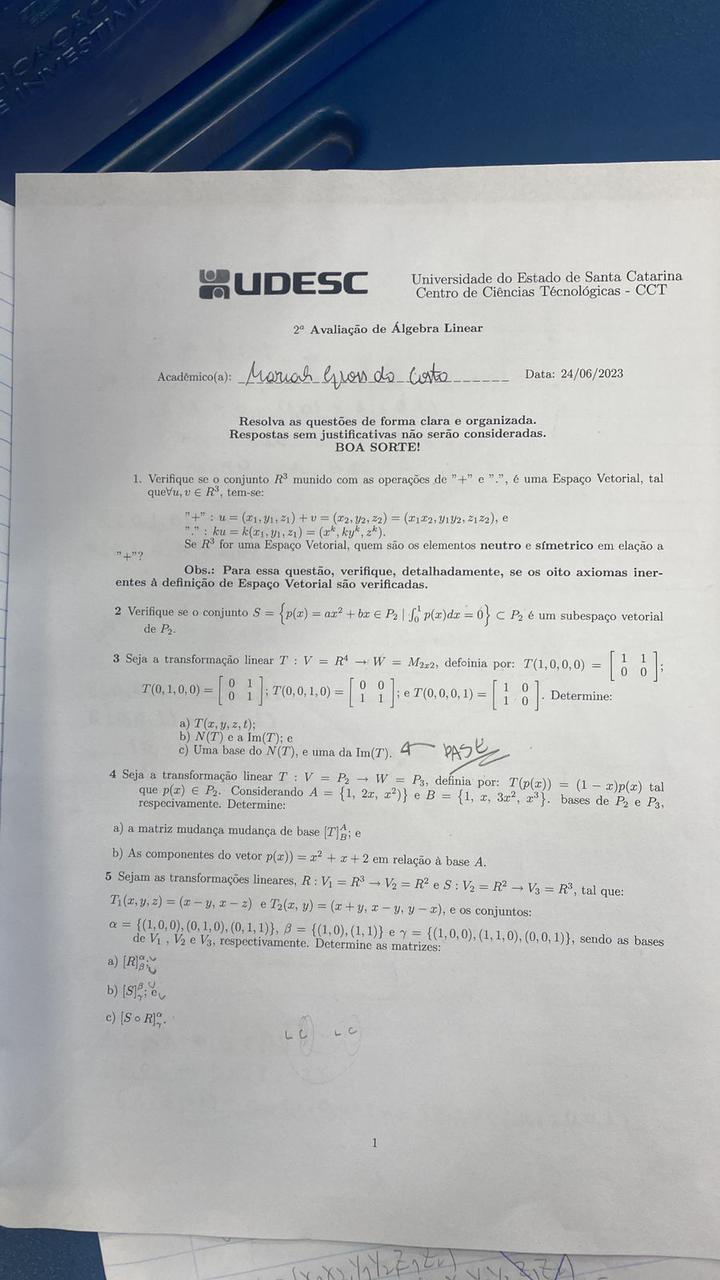 UDESC
Universidade do Estado de Santa Catarina
Centro de Ciências Técnológicas - CCT
2ª Avaliação de Álgebra Linear
Acadêmico(a): Mariah Data: 24/06/2023
Resolva as questões de forma clara e organizada.
Respostas sem justificativas não serão consideradas.
BOA SORTE!
1. Verifique se o conjunto R³ munido com as operações de "+" e ".", é uma Espaço Vetorial, tal
que∀u, v ∈ R³, tem-se:
"+" : u = (x₁, y₁, z₁) + v = (x₂, y₂, z₂) = (x₁x₂, y₁y₂, z₁z₂), e
"." : ku = k(x₁, y₁, z₁) = (xᵏ, kyᵏ, zᵏ).
Se R³ for uma Espaço Vetorial, quem são os elementos neutro e símetrico em elação a
"+"?
Obs.: Para essa questão, verifique, detalhadamente, se os oito axiomas iner-
entes à definição de Espaço Vetorial são verificadas.
2 Verifique se o conjunto S = {p(x) = ax² + bx ∈ P₂ | ∫₀¹ p(x)dx = 0} ⊂ P₂ é um subespaço vetorial
de P₂.
3 Seja a transformação linear T : V = R⁴ → W = M₂ₓ₂, defoinia por: T(1, 0, 0, 0) = [1 1; 0 0];
T(0, 1, 0, 0) = [0 1; 0 1]; T(0, 0, 1, 0) = [0 0; 1 1]; e T(0, 0, 0, 1) = [1 0; 1 0]. Determine:
a) T(x, y, z, t);
b) N(T) e a Im(T); e
c) Uma base do N(T), e uma da Im(T). ← BASE
4 Seja a transformação linear T : V = P₂ → W = P₃, definia por: T(p(x)) = (1 − x)p(x) tal
que p(x) ∈ P₂. Considerando A = {1, 2x, x²)} e B = {1, x, 3x², x³}. bases de P₂ e P₃,
respecivamente. Determine:
a) a matriz mudança mudança de base [T]ᴬ_B; e
b) As componentes do vetor p(x)) = x² + x + 2 em relação à base A.
5 Sejam as transformações lineares, R : V₁ = R³ → V₂ = R² e S : V₂ = R² → V₃ = R³, tal que:
T₁(x, y, z) = (x − y, x − z) e T₂(x, y) = (x + y, x − y, y − x), e os conjuntos:
α = {(1, 0, 0), (0, 1, 0), (0, 1, 1)}, β = {(1, 0), (1, 1)} e γ = {(1, 0, 0), (1, 1, 0), (0, 0, 1)}, sendo as bases
de V₁ , V₂ e V₃, respectivamente. Determine as matrizes:
a) [R]^α_β;
b) [S]^β_γ; e
c) [S ∘ R]^α_γ.
L C L C
1